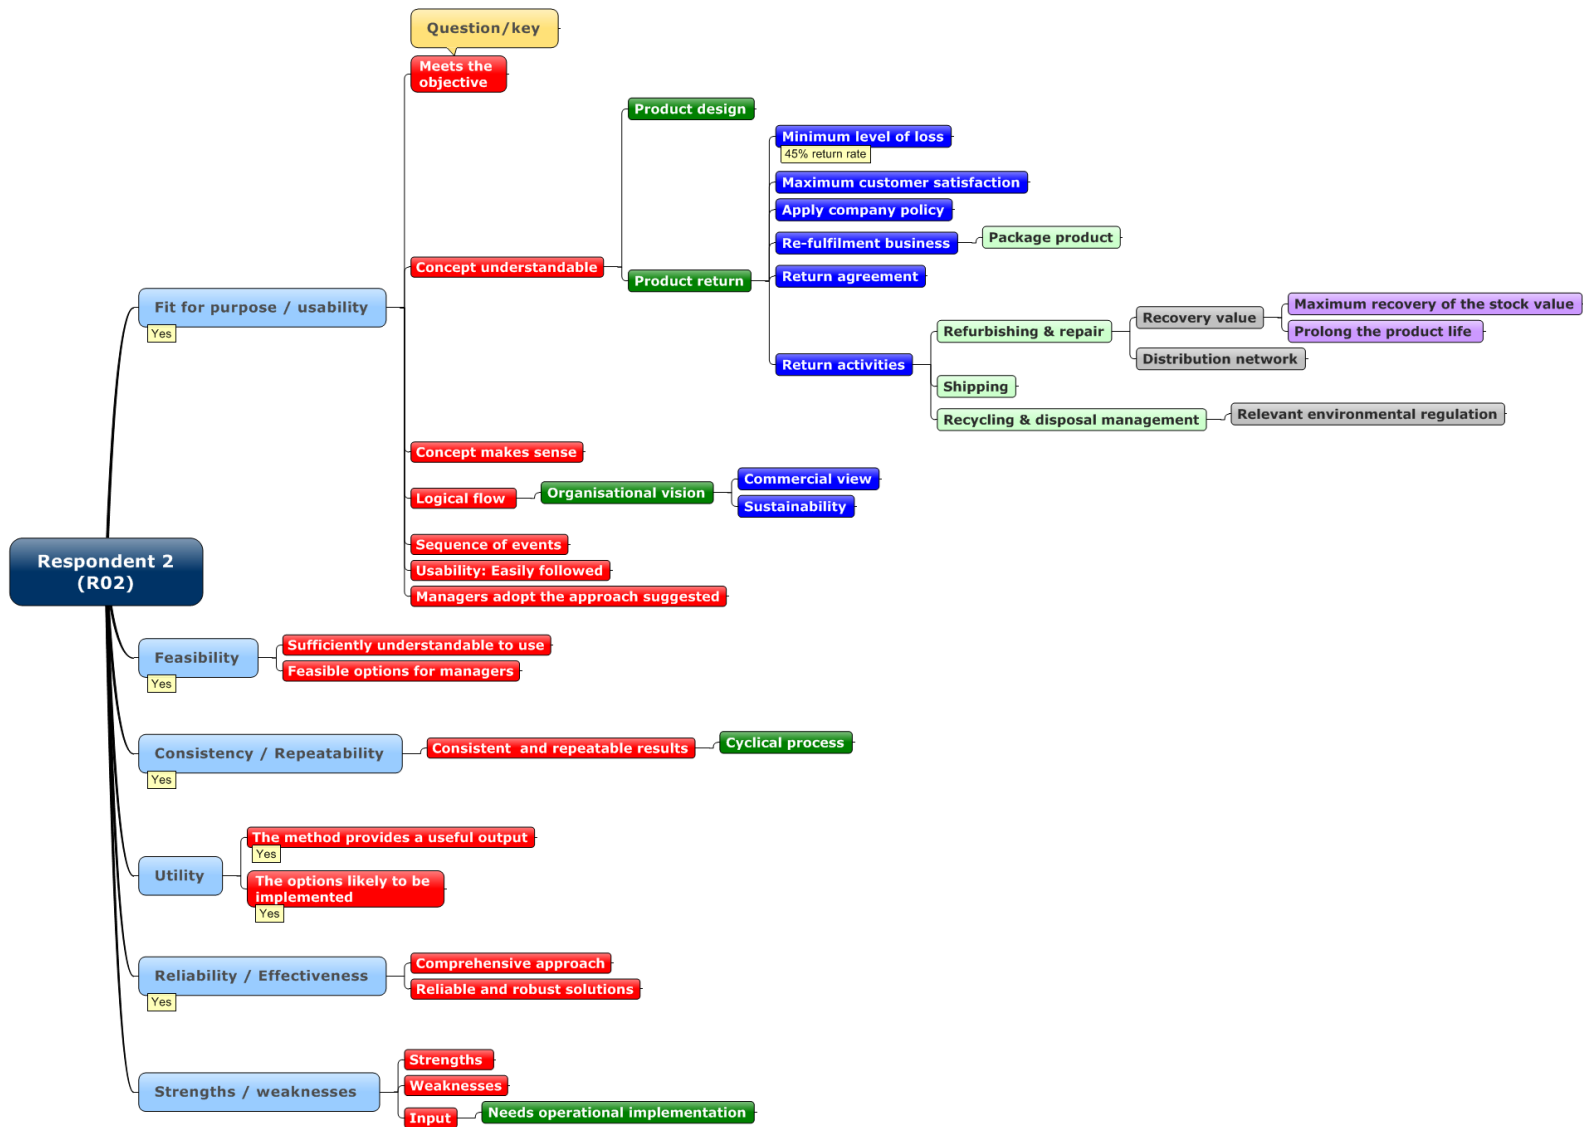 Question/key
Meets the
objective
Product design
Minimum level of loss
45% return rate
Maximum customer satisfaction
Apply company policy
Re-fulfilment business
Package product
Concept understandable
Product return
Return agreement
Fit for purpose / usability
Yes
Return activities
Refurbishing & repair
Recovery value
Maximum recovery of the stock value
Prolong the product life
Distribution network
Shipping
Recycling & disposal management
Relevant environmental regulation
Concept makes sense
Logical flow
Organisational vision
Commercial view
Sustainability
Sequence of events
Usability: Easily followed
Managers adopt the approach suggested
Respondent 2
(R02)
Feasibility
Yes
Sufficiently understandable to use
Feasible options for managers
Consistency / Repeatability
Yes
Consistent  and repeatable results
Cyclical process
Utility
The method provides a useful output
Yes
The options likely to be
implemented
Yes
Reliability / Effectiveness
Yes
Comprehensive approach
Reliable and robust solutions
Strengths / weaknesses
Strengths
Weaknesses
Input
Needs operational implementation